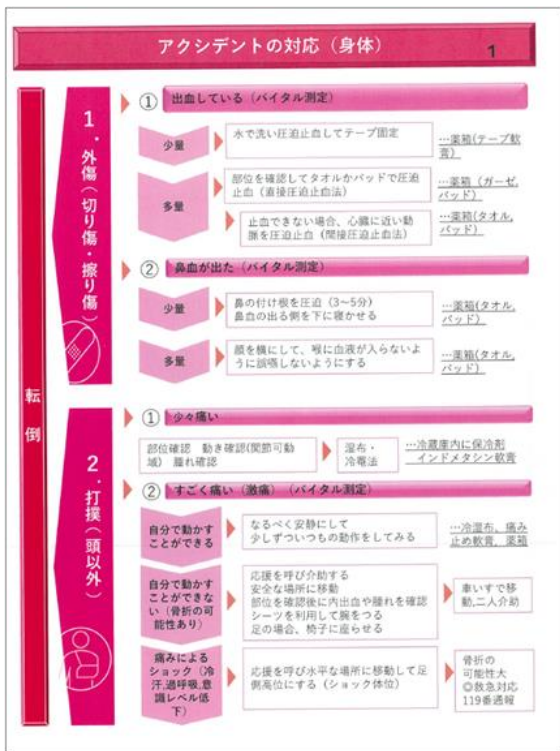 アクシデントの対応（身体）
1
転倒
1．外傷（切り傷・擦り傷）
① 出血している（バイタル測定）
少量
水で洗い圧迫止血してテープ固定
…薬箱(テープ軟
膏）
多量
部位を確認してタオルかパッドで圧迫
止血（直接圧迫止血法）
…薬箱（ガーゼ,
パッド）
止血できない場合、心臓に近い動
脈を圧迫止血（間接圧迫止血法）
…薬箱(タオル,
パッド）
② 鼻血が出た（バイタル測定）
少量
鼻の付け根を圧迫（3～5分）
鼻血の出る側を下に寝かせる
…薬箱(タオル,
パッド）
多量
顔を横にして、喉に血液が入らないよ
うに誤嚥しないようにする
…薬箱(タオル,
パッド）
2．打撲（頭以外）
① 少々痛い
部位確認　動き確認(関節可動
域)　腫れ確認
湿布・
冷罨法
…冷蔵庫内に保冷剤
インドメタシン軟膏
② すごく痛い（激痛）（バイタル測定）
自分で動かす
ことができる
なるべく安静にして
少しずついつもの動作をしてみる
…冷湿布、痛み
止め軟膏、薬箱
自分で動かす
ことができな
い（骨折の可
能性あり）
応援を呼び介助する
安全な場所に移動
部位を確認後に内出血や腫れを確認
シーツを利用して腕をつる
足の場合、椅子に座らせる
車いすで移
動,二人介助
痛みによる
ショック（冷
汗,過呼吸,意
識レベル低
下）
応援を呼び水平な場所に移動して足
側高位にする（ショック体位）
骨折の
可能性大
◎救急対応
119番通報